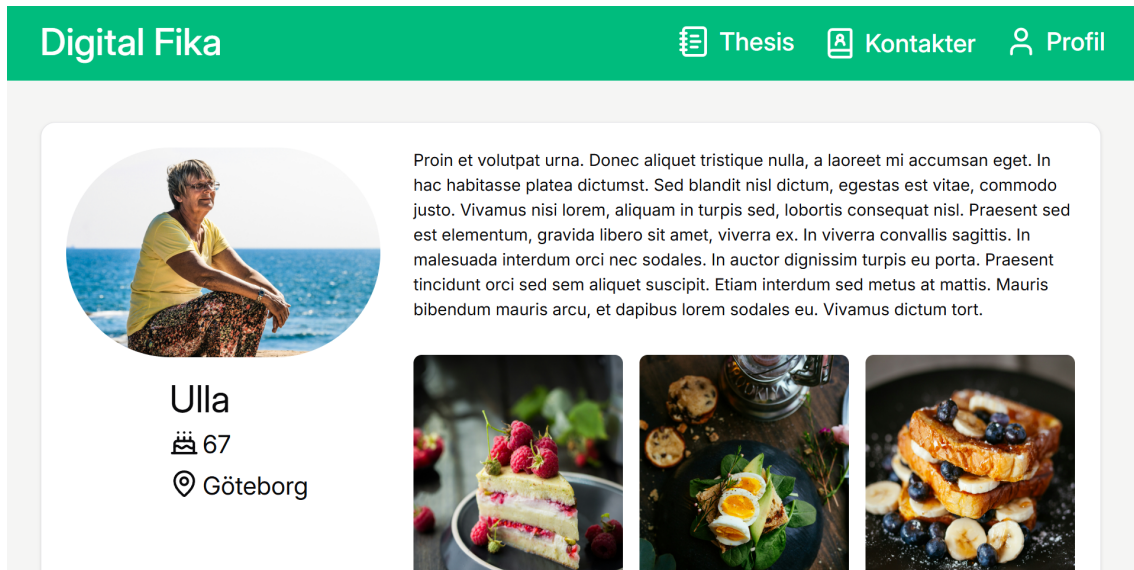 Digital Fika
Thesis
Kontakter
Profil
Proin et volutpat urna. Donec aliquet tristique nulla, a laoreet mi accumsan eget. In
hac habitasse platea dictumst. Sed blandit nisl dictum, egestas est vitae, commodo
justo. Vivamus nisi lorem, aliquam in turpis sed, lobortis consequat nisl. Praesent sed
est elementum, gravida libero sit amet, viverra ex. In viverra convallis sagittis. In
malesuada interdum orci nec sodales. In auctor dignissim turpis eu porta. Praesent
tincidunt orci sed sem aliquet suscipit. Etiam interdum sed metus at mattis. Mauris
bibendum mauris arcu, et dapibus lorem sodales eu. Vivamus dictum tort.
Ulla
67
Göteborg